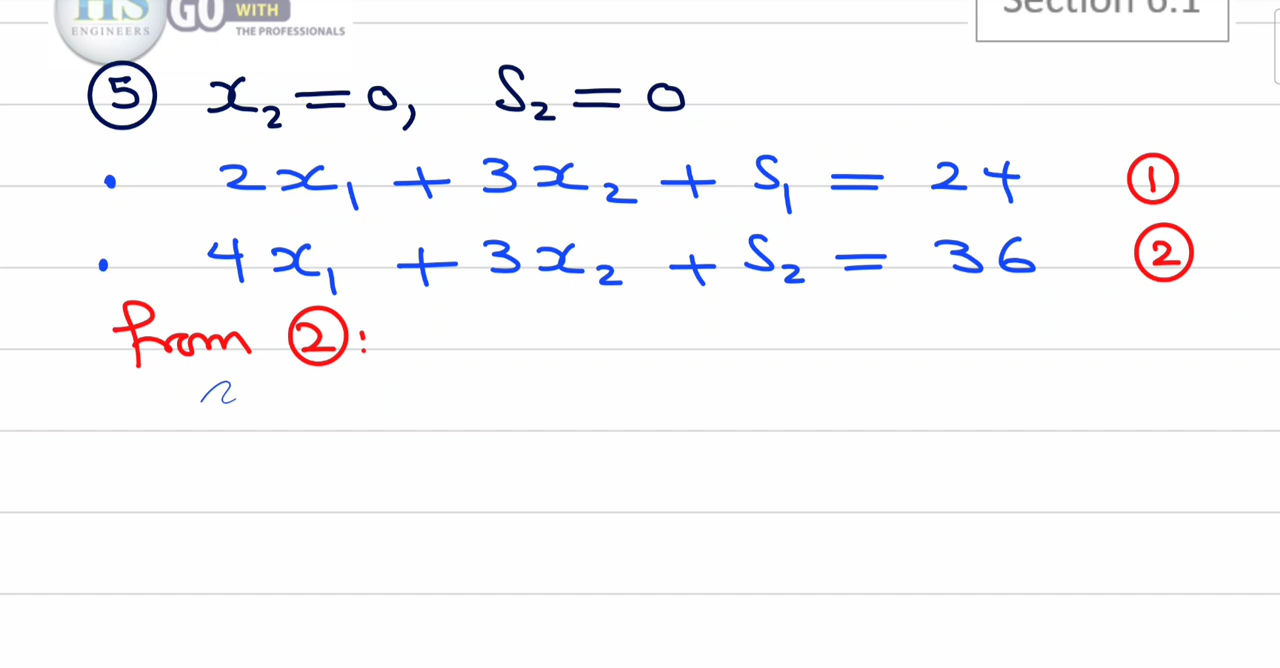 HS GO WITH
ENGINEERS THE PROFESSIONALS
Section 6.1
⑤ x₂ = 0, S₂ = 0
• 2x₁ + 3x₂ + S₁ = 24 ①
• 4x₁ + 3x₂ + S₂ = 36 ②
from ②: